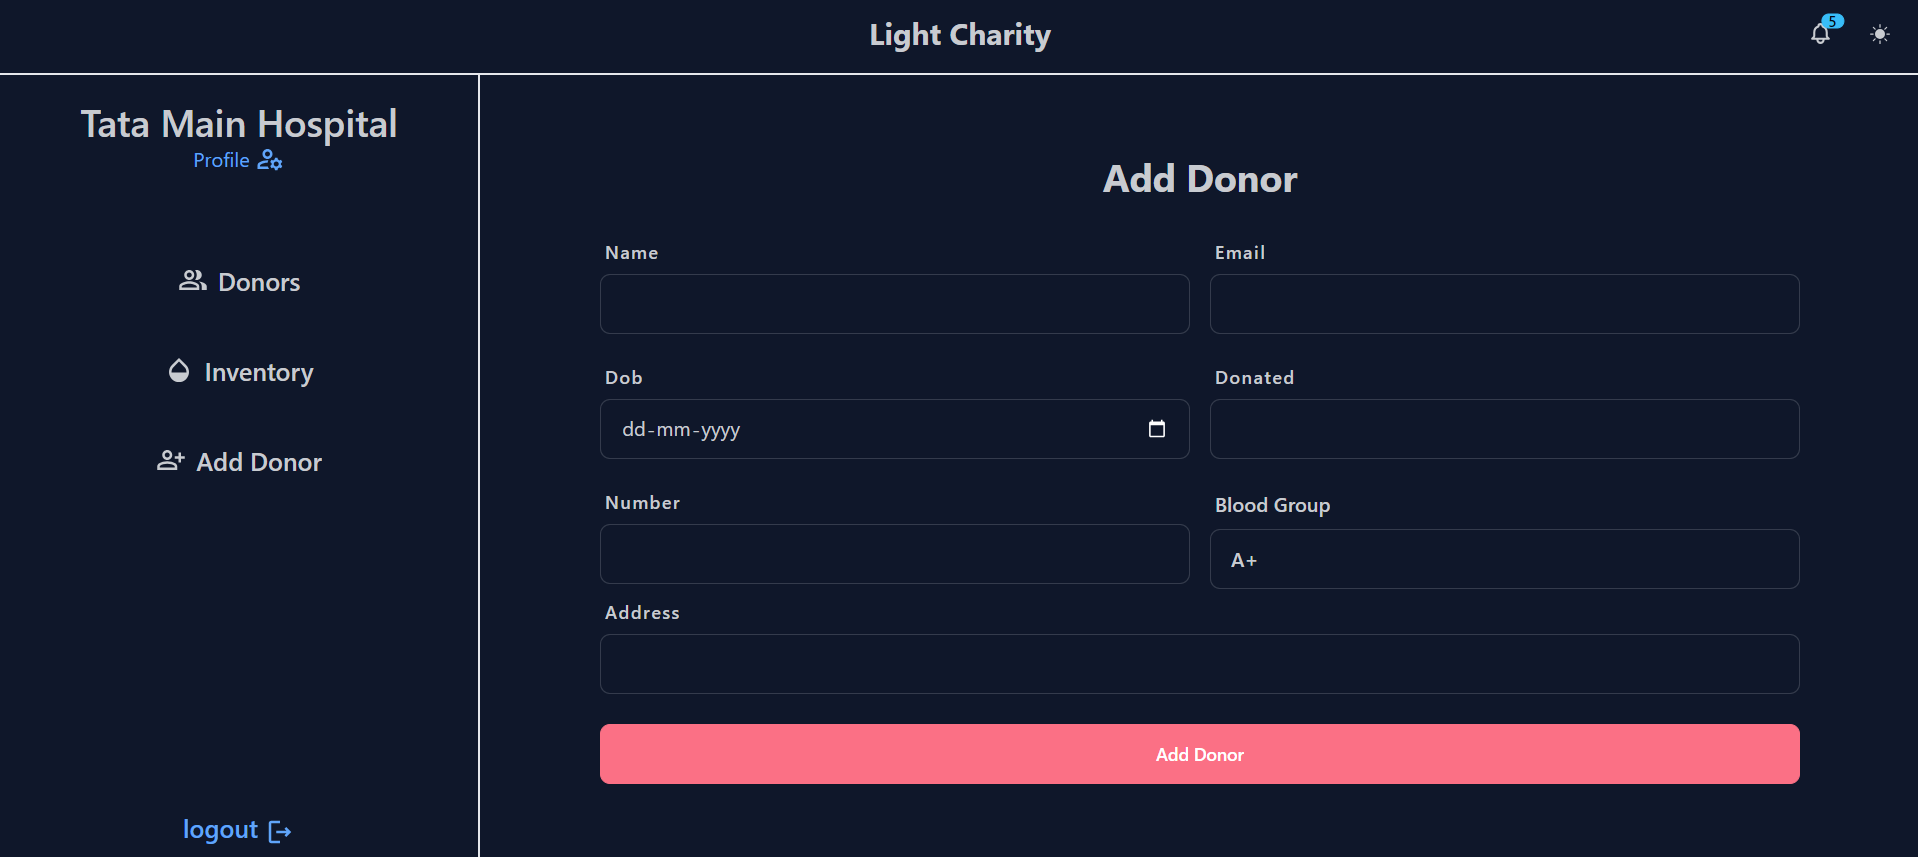 Light Charity
5
Tata Main Hospital
Profile
Donors
Inventory
Add Donor
logout
Add Donor
Name
Email
Dob
Donated
dd-mm-yyyy
Number
Blood Group
A+
Address
Add Donor